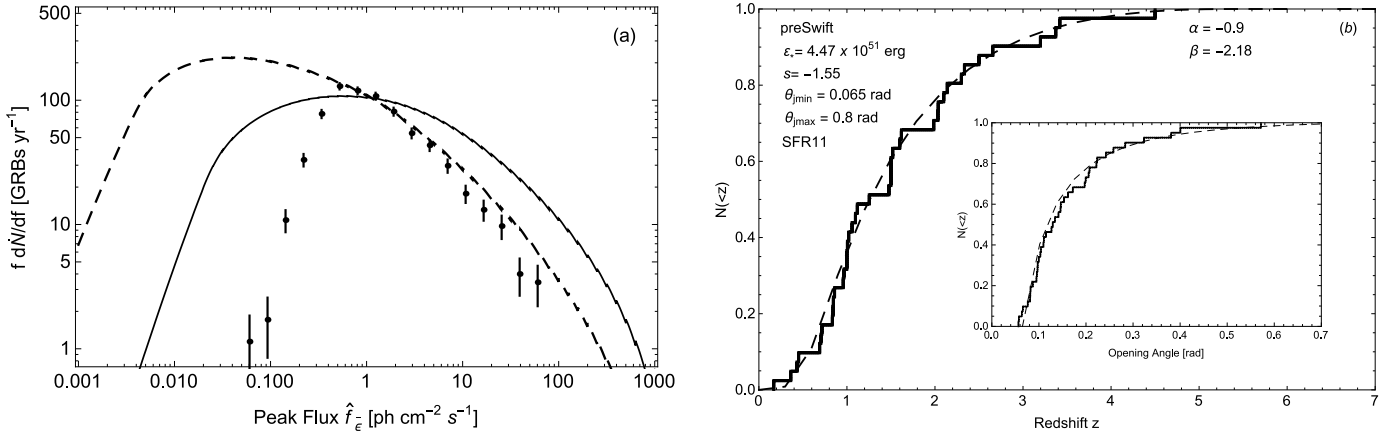 (a)
f dṄ/df [GRBs yr⁻¹]
500
100
50
10
5
1
0.001 0.010 0.100 1 10 100 1000
Peak Flux f̂_ε̄ [ph cm⁻² s⁻¹]
preSwift
ε*= 4.47 x 10⁵¹ erg
s= −1.55
θjmin = 0.065 rad
θjmax = 0.8 rad
SFR11
α = −0.9
β = −2.18
(b)
N(<z)
1.0
0.8
0.6
0.4
0.2
0.0
0 1 2 3 4 5 6 7
Redshift z
N(<z)
1.0
0.8
0.6
0.4
0.2
0.0
0.0 0.1 0.2 0.3 0.4 0.5 0.6 0.7
Opening Angle [rad]